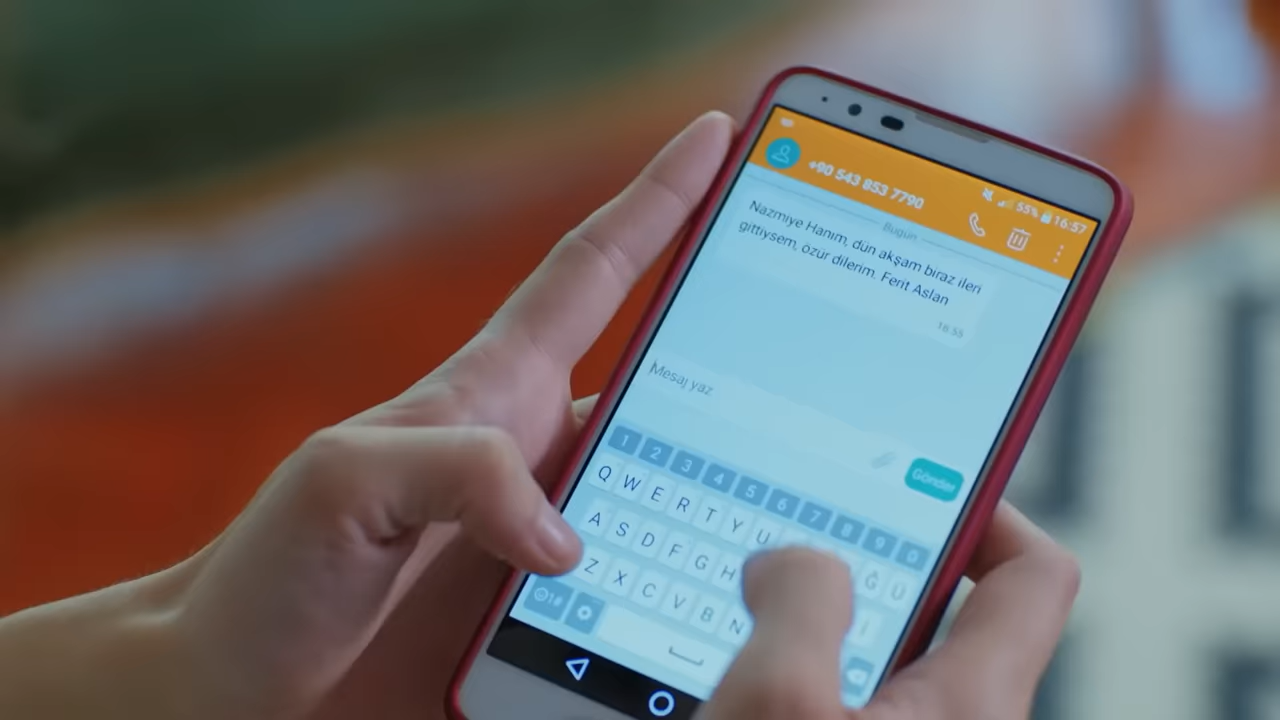 55% 16:57
+90 543 853 7790
Bugün
Nazmiye Hanım, dün akşam biraz ileri
gittiysem, özür dilerim. Ferit Aslan
16:55
Mesaj yaz
Gönder
1 2 3 4 5 6 7 8 9 0
Q W E R T Y U Ğ Ü
A S D F G H İ
Z X C V B N
1#